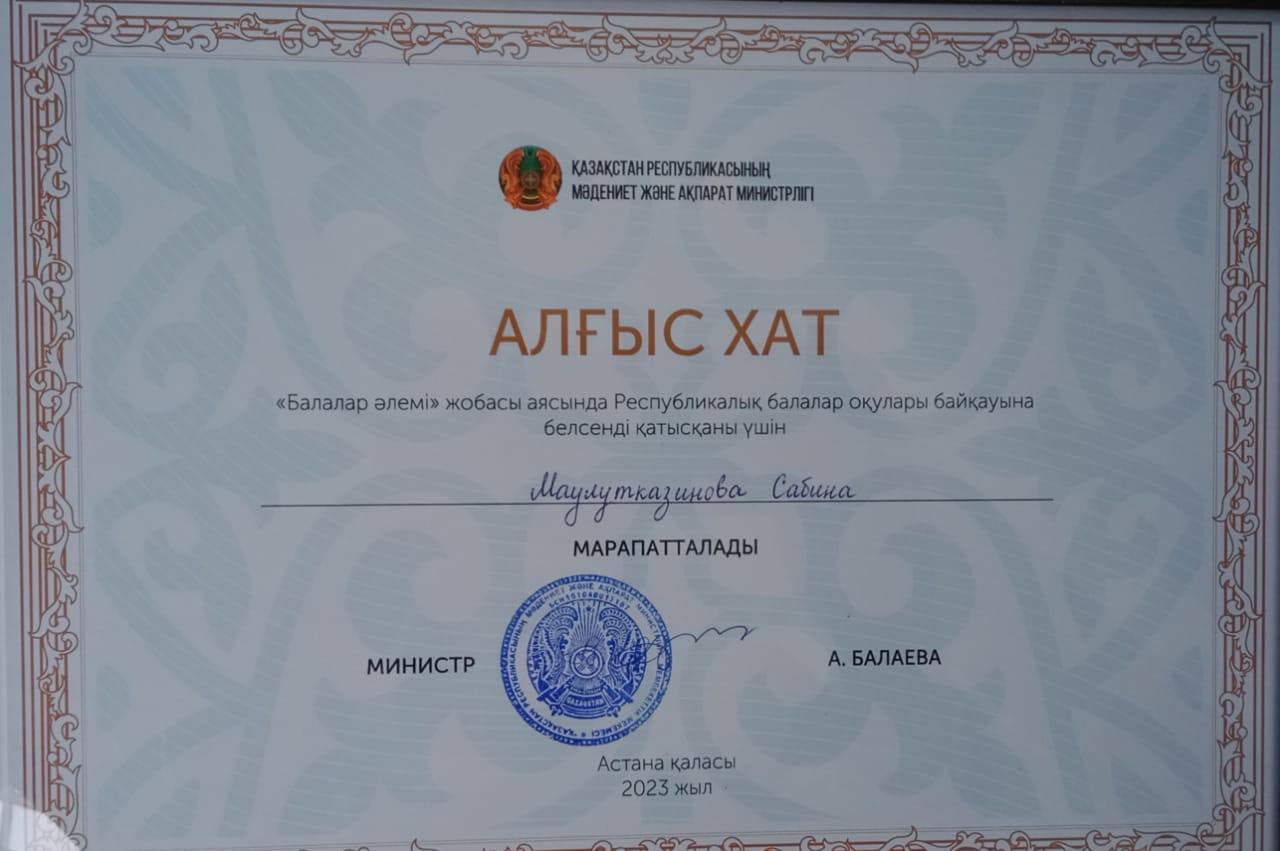 ҚАЗАҚСТАН РЕСПУБЛИКАСЫНЫҢ
МӘДЕНИЕТ ЖӘНЕ АҚПАРАТ МИНИСТРЛІГІ
АЛҒЫС ХАТ
«Балалар әлемі» жобасы аясында Республикалық балалар оқулары байқауына
белсенді қатысқаны үшін
Маулутказинова Сабина
МАРАПАТТАЛАДЫ
МИНИСТР
А. БАЛАЕВА
Астана қаласы
2023 жыл